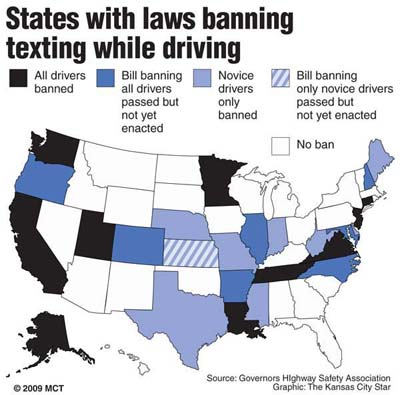 States with laws banning
texting while driving
All drivers
banned
Bill banning
all drivers
passed but
not yet
enacted
Novice
drivers
only
banned
Bill banning
only novice drivers
passed but
not yet enacted
No ban
© 2009 MCT
Source: Governors HIghway Safety Association
Graphic: The Kansas City Star